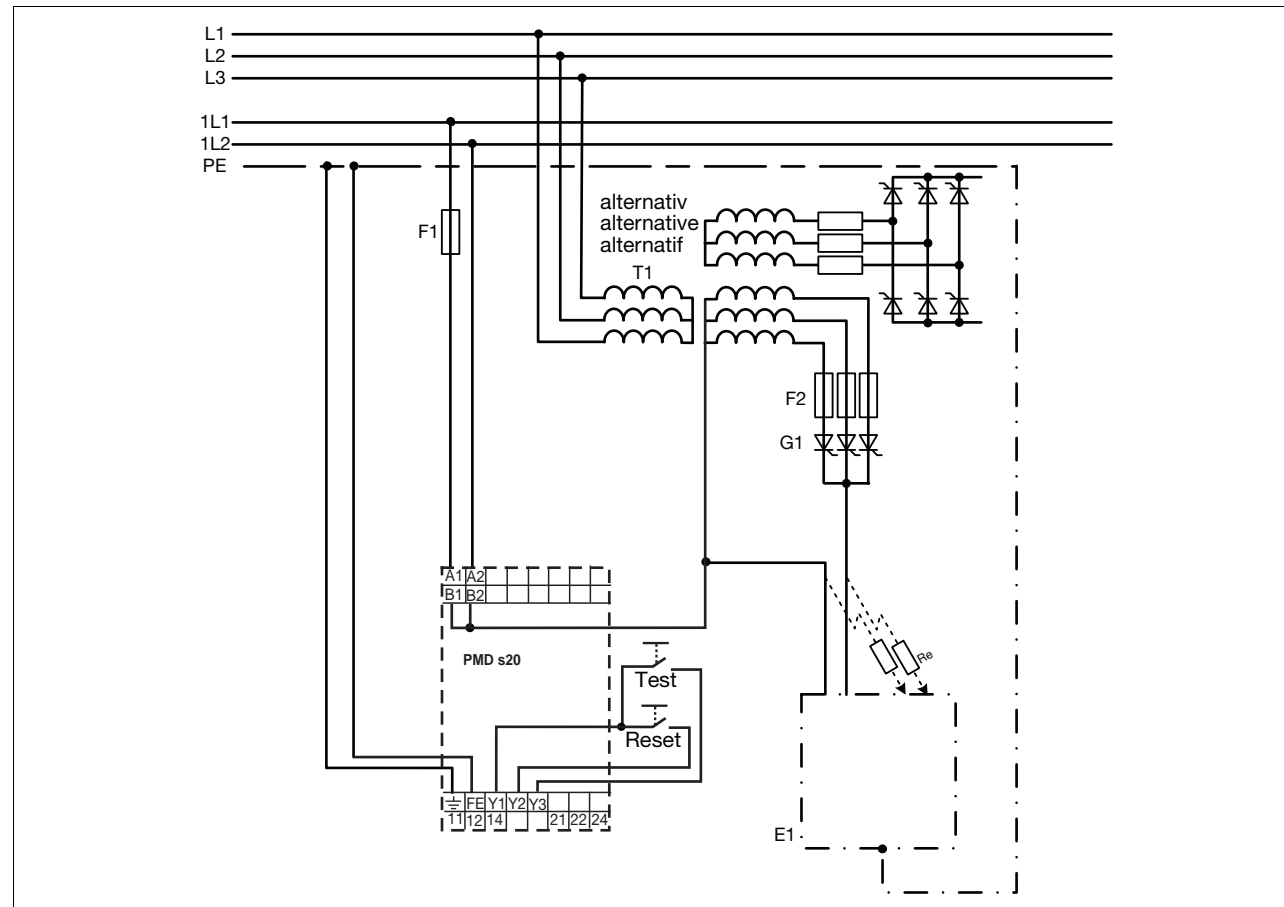 L1
L2
L3
1L1
1L2
PE
alternativ
alternative
alternatif
F1
T1
F2
G1
A1 A2
B1 B2
PMD s20
Test
Reset
Re
FE Y1 Y2 Y3
11 12 14 21 22 24
E1